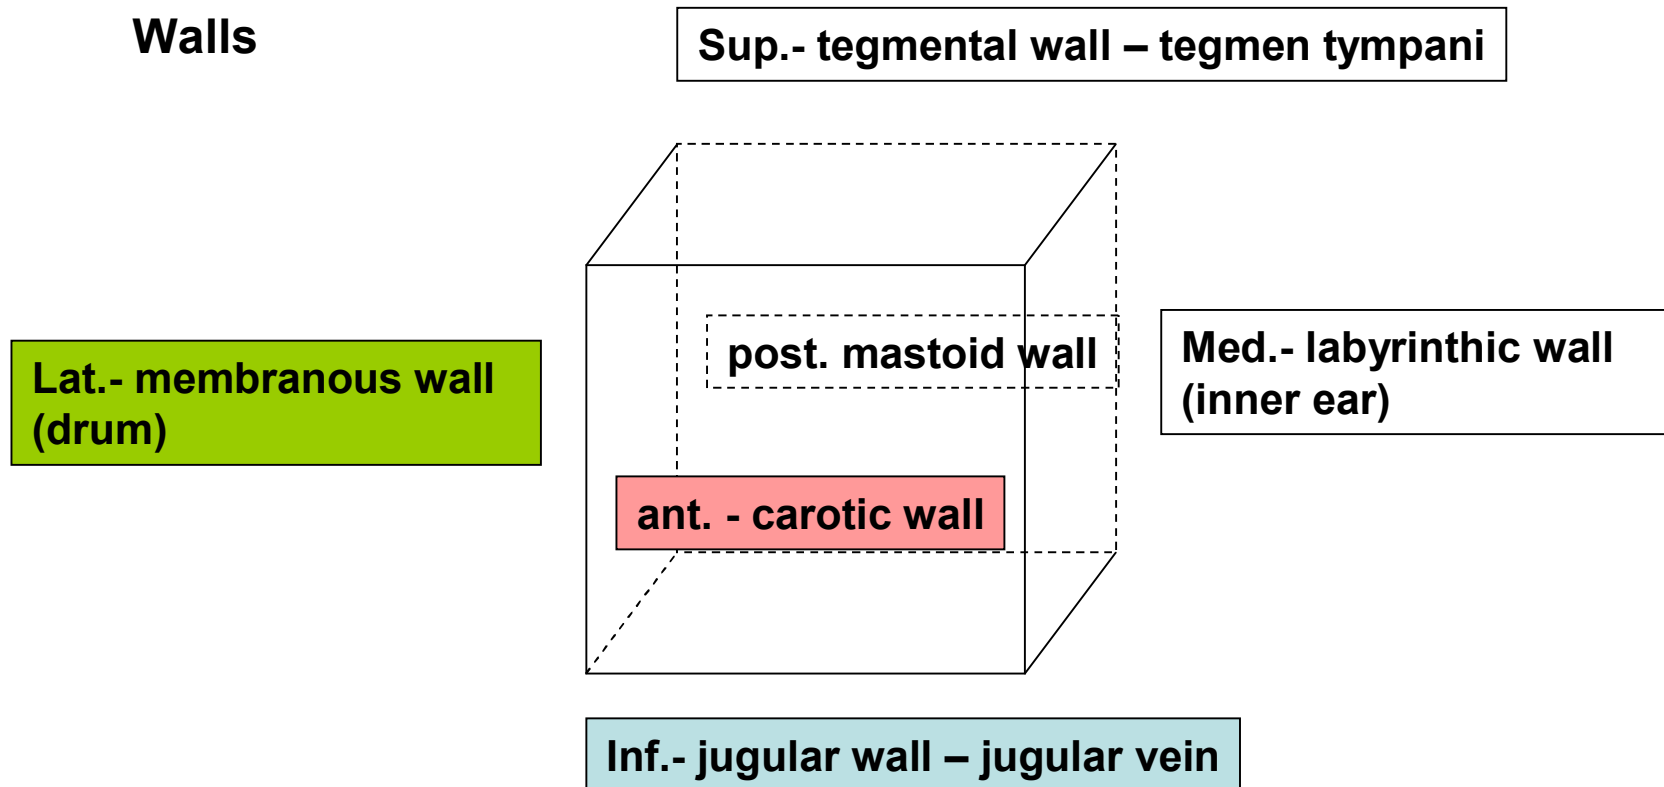 Walls
Sup.- tegmental wall – tegmen tympani
post. mastoid wall
Med.- labyrinthic wall
(inner ear)
Lat.- membranous wall
(drum)
ant. - carotic wall
Inf.- jugular wall – jugular vein